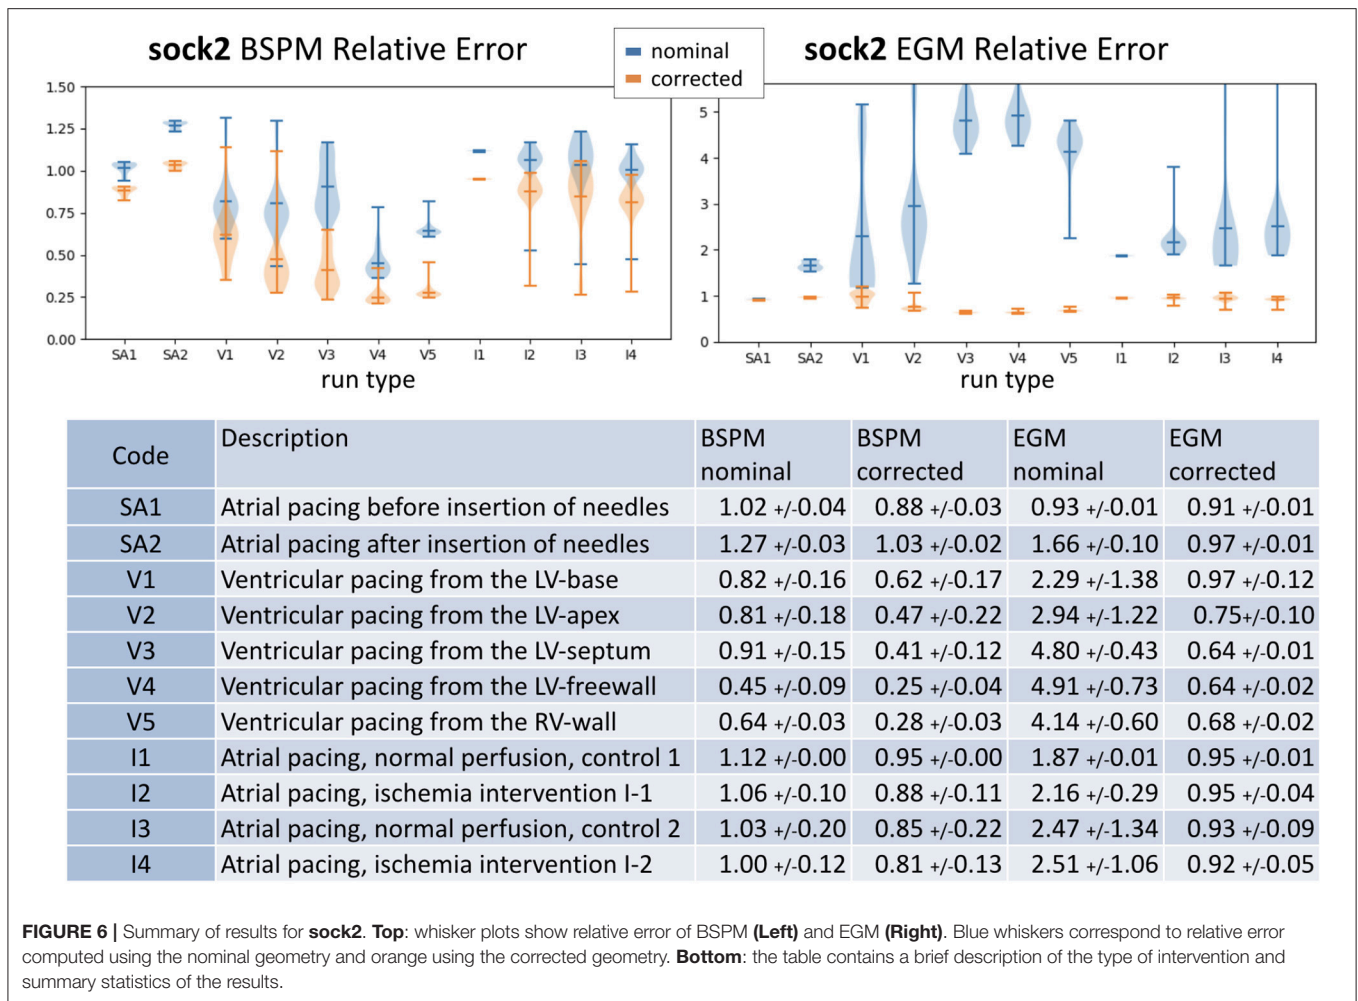 sock2 BSPM Relative Error
nominal
corrected
sock2 EGM Relative Error
1.50
1.25
1.00
0.75
0.50
0.25
0.00
SA1 SA2 V1 V2 V3 V4 V5 I1 I2 I3 I4
run type
5
4
3
2
1
0
SA1 SA2 V1 V2 V3 V4 V5 I1 I2 I3 I4
run type
Code Description BSPM nominal BSPM corrected EGM nominal EGM corrected
SA1 Atrial pacing before insertion of needles 1.02 +/-0.04 0.88 +/-0.03 0.93 +/-0.01 0.91 +/-0.01
SA2 Atrial pacing after insertion of needles 1.27 +/-0.03 1.03 +/-0.02 1.66 +/-0.10 0.97 +/-0.01
V1 Ventricular pacing from the LV-base 0.82 +/-0.16 0.62 +/-0.17 2.29 +/-1.38 0.97 +/-0.12
V2 Ventricular pacing from the LV-apex 0.81 +/-0.18 0.47 +/-0.22 2.94 +/-1.22 0.75+/-0.10
V3 Ventricular pacing from the LV-septum 0.91 +/-0.15 0.41 +/-0.12 4.80 +/-0.43 0.64 +/-0.01
V4 Ventricular pacing from the LV-freewall 0.45 +/-0.09 0.25 +/-0.04 4.91 +/-0.73 0.64 +/-0.02
V5 Ventricular pacing from the RV-wall 0.64 +/-0.03 0.28 +/-0.03 4.14 +/-0.60 0.68 +/-0.02
I1 Atrial pacing, normal perfusion, control 1 1.12 +/-0.00 0.95 +/-0.00 1.87 +/-0.01 0.95 +/-0.01
I2 Atrial pacing, ischemia intervention I-1 1.06 +/-0.10 0.88 +/-0.11 2.16 +/-0.29 0.95 +/-0.04
I3 Atrial pacing, normal perfusion, control 2 1.03 +/-0.20 0.85 +/-0.22 2.47 +/-1.34 0.93 +/-0.09
I4 Atrial pacing, ischemia intervention I-2 1.00 +/-0.12 0.81 +/-0.13 2.51 +/-1.06 0.92 +/-0.05
FIGURE 6 | Summary of results for sock2. Top: whisker plots show relative error of BSPM (Left) and EGM (Right). Blue whiskers correspond to relative error
computed using the nominal geometry and orange using the corrected geometry. Bottom: the table contains a brief description of the type of intervention and
summary statistics of the results.